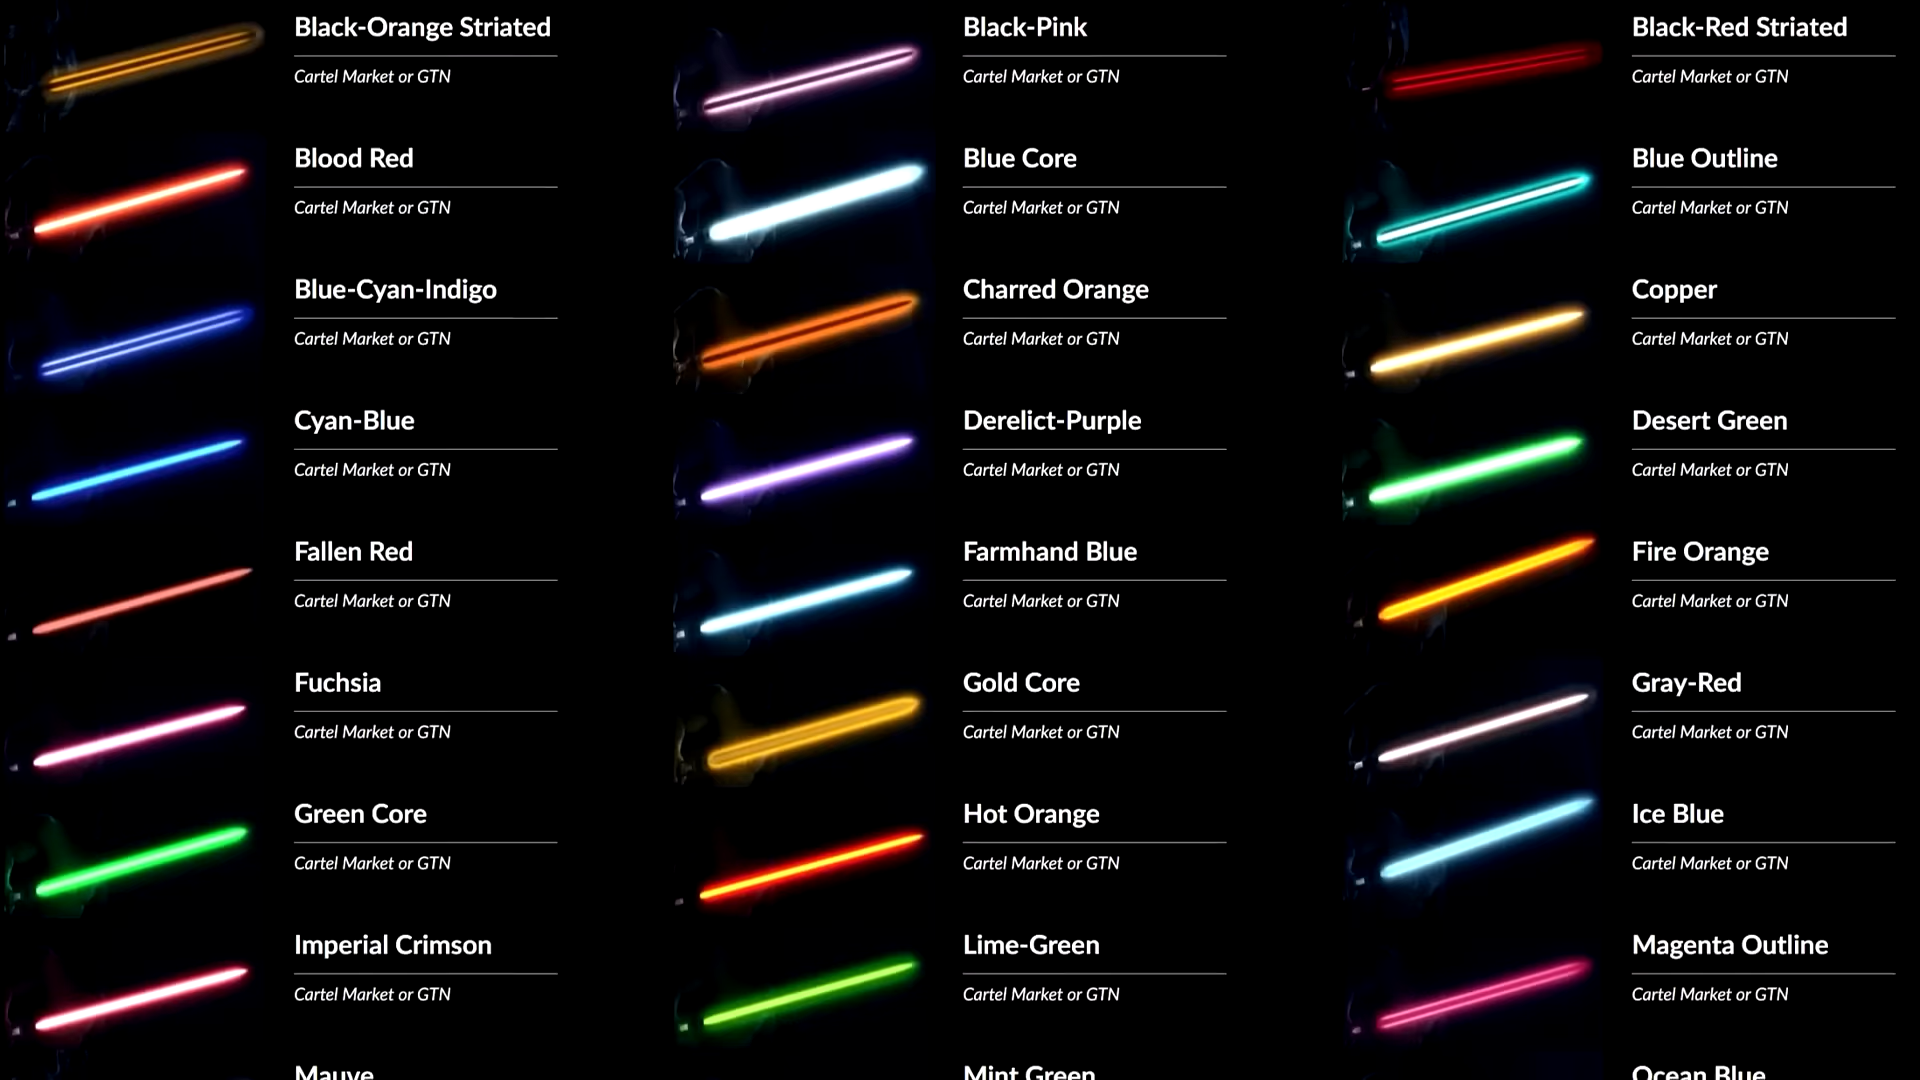 Black-Orange Striated
Cartel Market or GTN
Black-Pink
Cartel Market or GTN
Black-Red Striated
Cartel Market or GTN
Blood Red
Cartel Market or GTN
Blue Core
Cartel Market or GTN
Blue Outline
Cartel Market or GTN
Blue-Cyan-Indigo
Cartel Market or GTN
Charred Orange
Cartel Market or GTN
Copper
Cartel Market or GTN
Cyan-Blue
Cartel Market or GTN
Derelict-Purple
Cartel Market or GTN
Desert Green
Cartel Market or GTN
Fallen Red
Cartel Market or GTN
Farmhand Blue
Cartel Market or GTN
Fire Orange
Cartel Market or GTN
Fuchsia
Cartel Market or GTN
Gold Core
Cartel Market or GTN
Gray-Red
Cartel Market or GTN
Green Core
Cartel Market or GTN
Hot Orange
Cartel Market or GTN
Ice Blue
Cartel Market or GTN
Imperial Crimson
Cartel Market or GTN
Lime-Green
Cartel Market or GTN
Magenta Outline
Cartel Market or GTN
Mauve
Mint Green
Ocean Blue